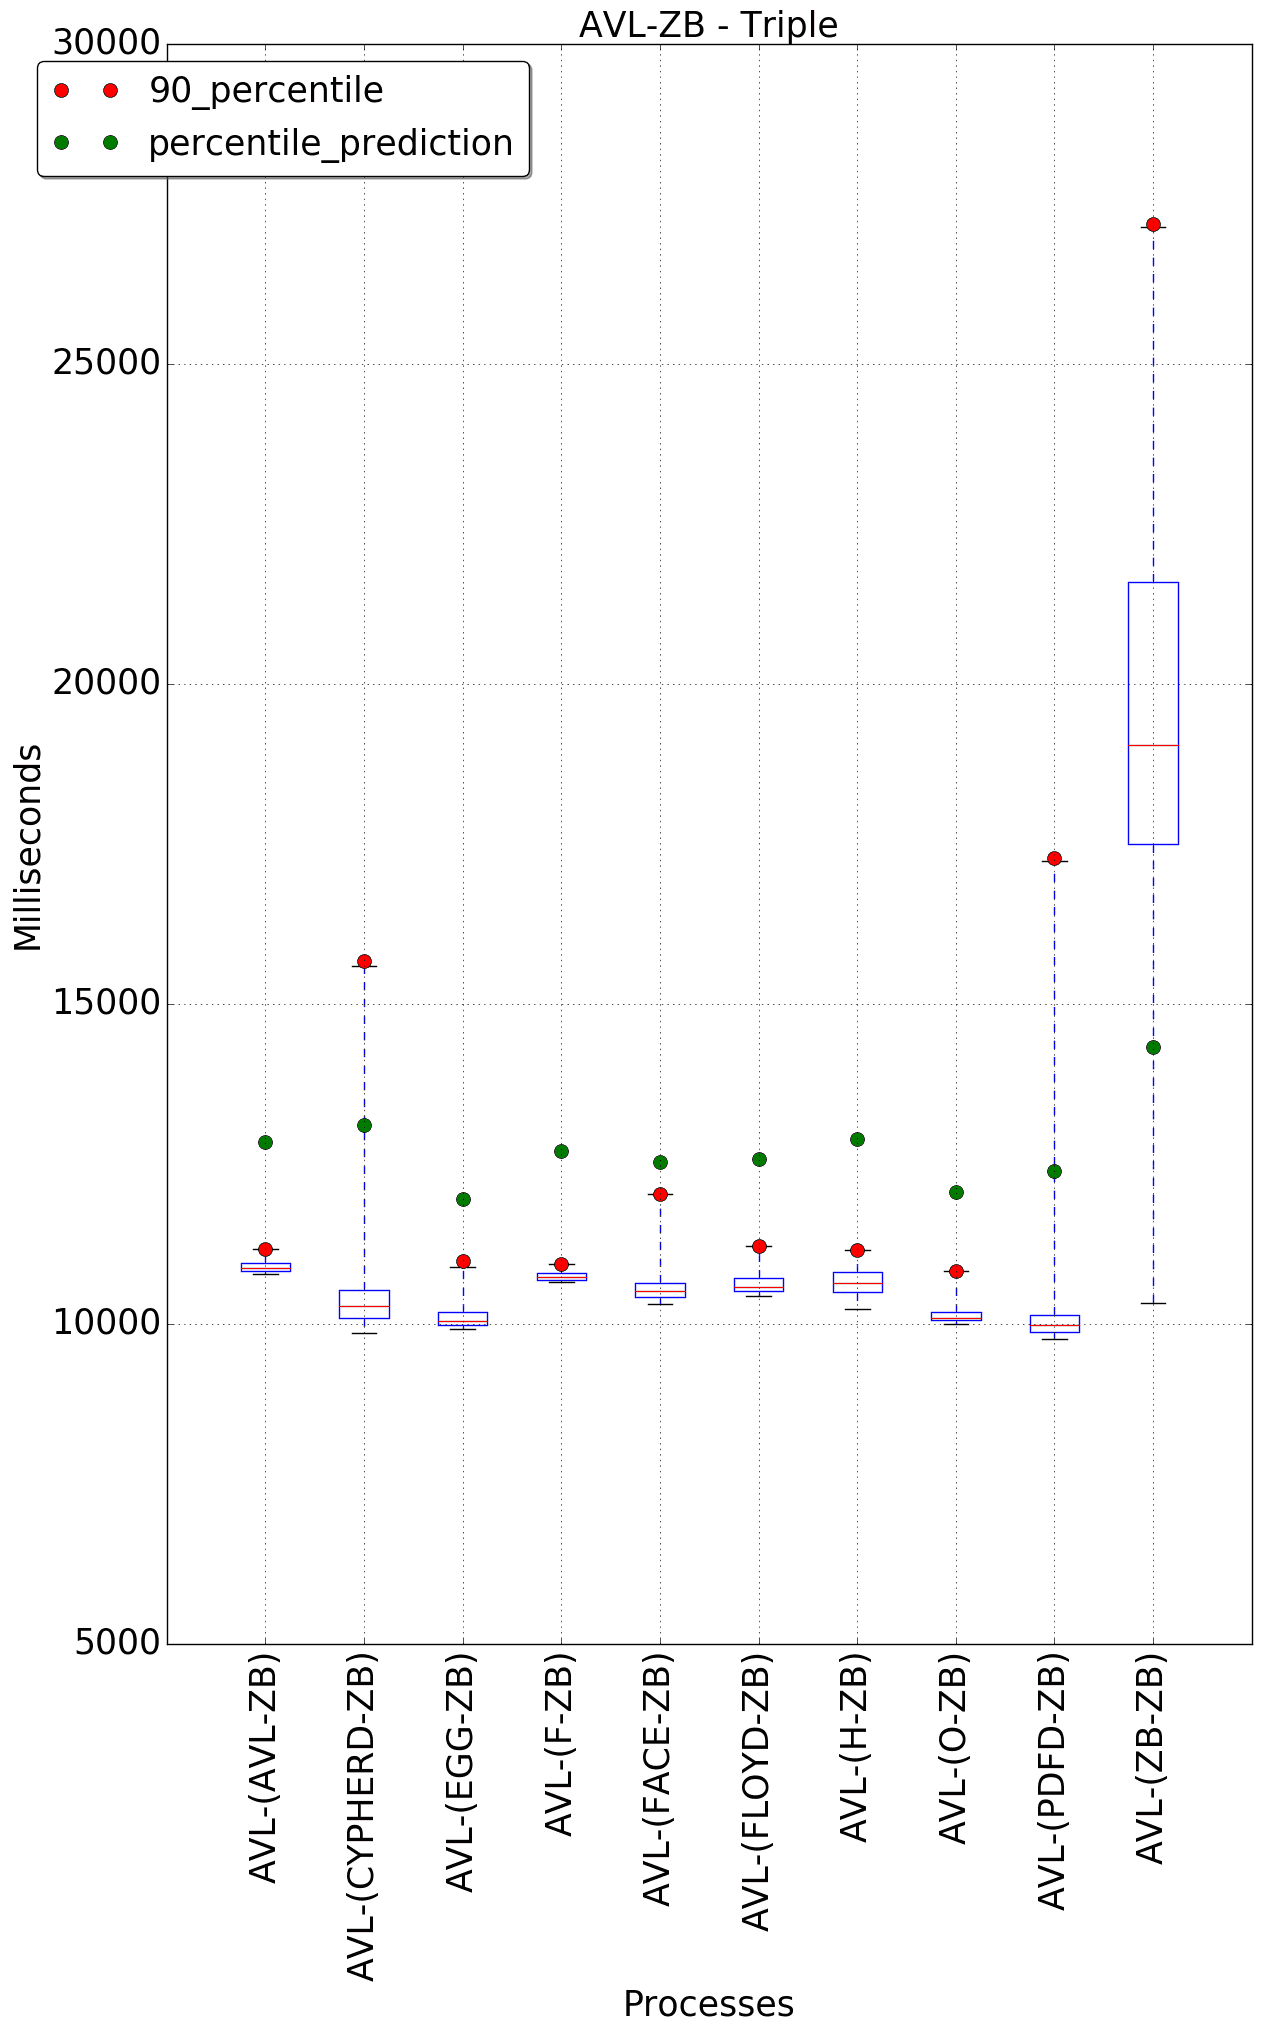 AVL-ZB - Triple
30000
90_percentile
percentile_prediction
25000
20000
15000
10000
5000
Milliseconds
AVL-(AVL-ZB)
AVL-(CYPHERD-ZB)
AVL-(EGG-ZB)
AVL-(F-ZB)
AVL-(FACE-ZB)
AVL-(FLOYD-ZB)
AVL-(H-ZB)
AVL-(O-ZB)
AVL-(PDFD-ZB)
AVL-(ZB-ZB)
Processes